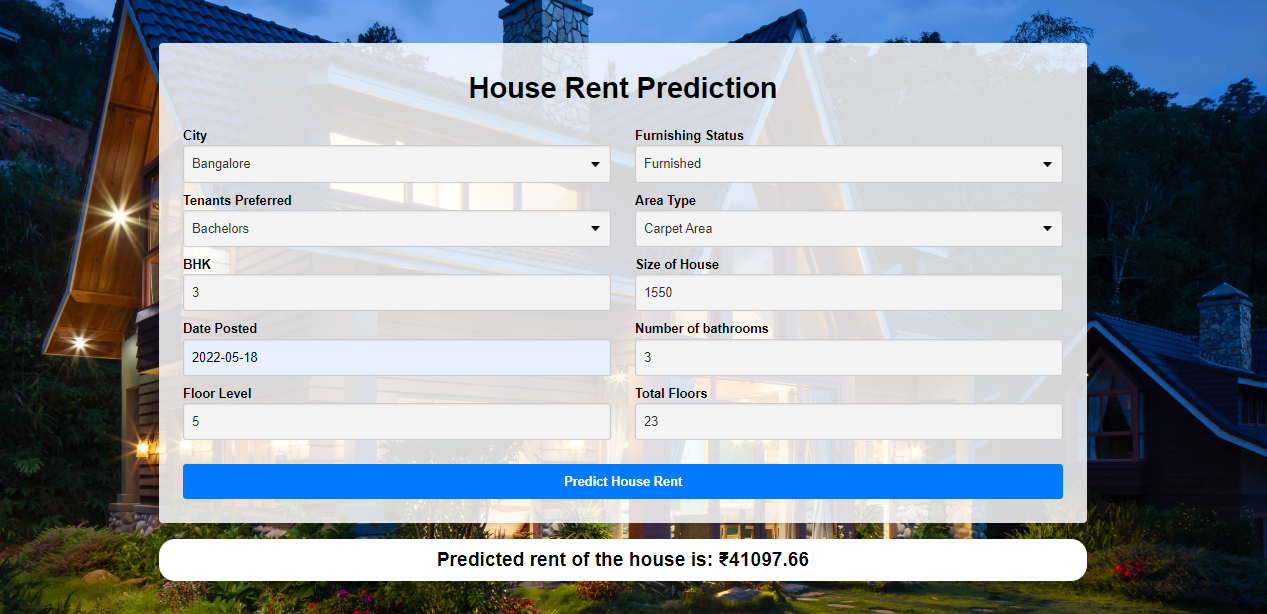 House Rent Prediction
City
Furnishing Status
Bangalore
Furnished
Tenants Preferred
Area Type
Bachelors
Carpet Area
BHK
Size of House
3
1550
Date Posted
Number of bathrooms
2022-05-18
3
Floor Level
Total Floors
5
23
Predict House Rent
Predicted rent of the house is: ₹41097.66